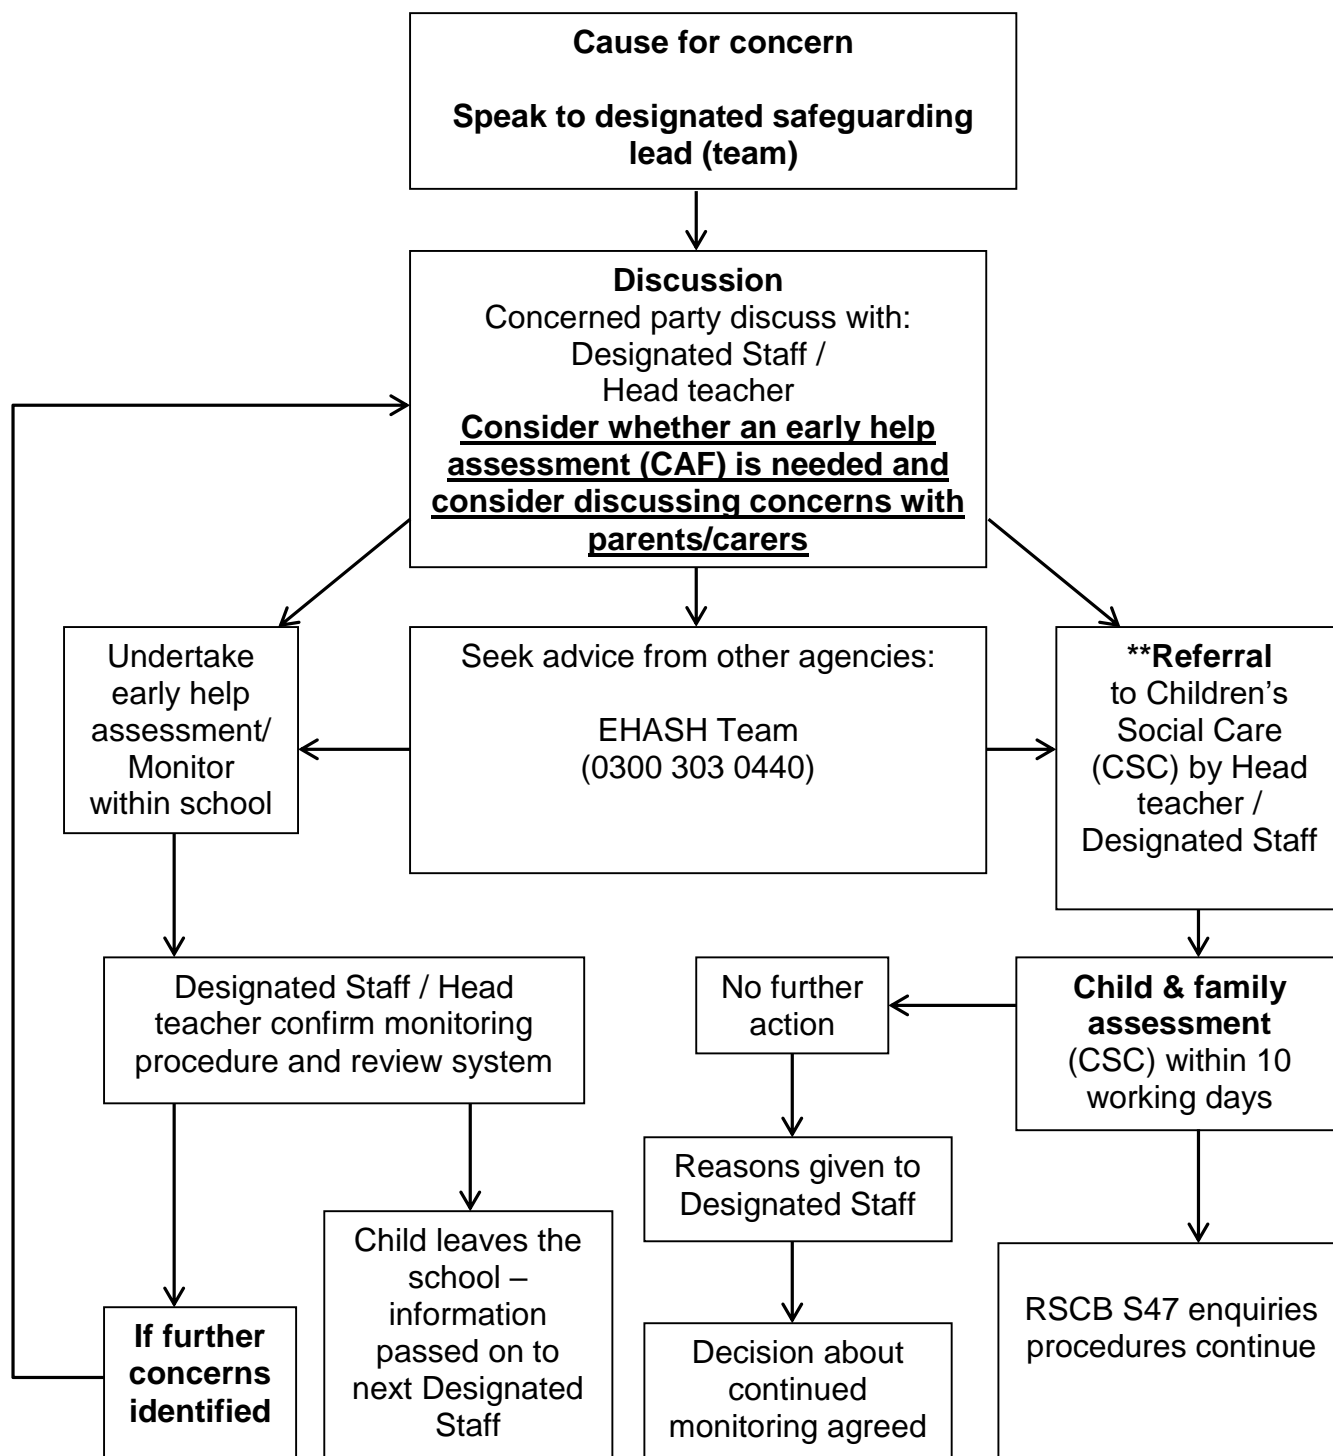 Cause for concern
Speak to designated safeguarding
lead (team)
Discussion
Concerned party discuss with:
Designated Staff /
Head teacher
Consider whether an early help
assessment (CAF) is needed and
consider discussing concerns with
parents/carers
Undertake
early help
assessment/
Monitor
within school
Seek advice from other agencies:
EHASH Team
(0300 303 0440)
**Referral
to Children’s
Social Care
(CSC) by Head
teacher /
Designated Staff
Designated Staff / Head
teacher confirm monitoring
procedure and review system
No further
action
Child & family
assessment
(CSC) within 10
working days
Reasons given to
Designated Staff
If further
concerns
identified
Child leaves the
school –
information
passed on to
next Designated
Staff
Decision about
continued
monitoring agreed
RSCB S47 enquiries
procedures continue